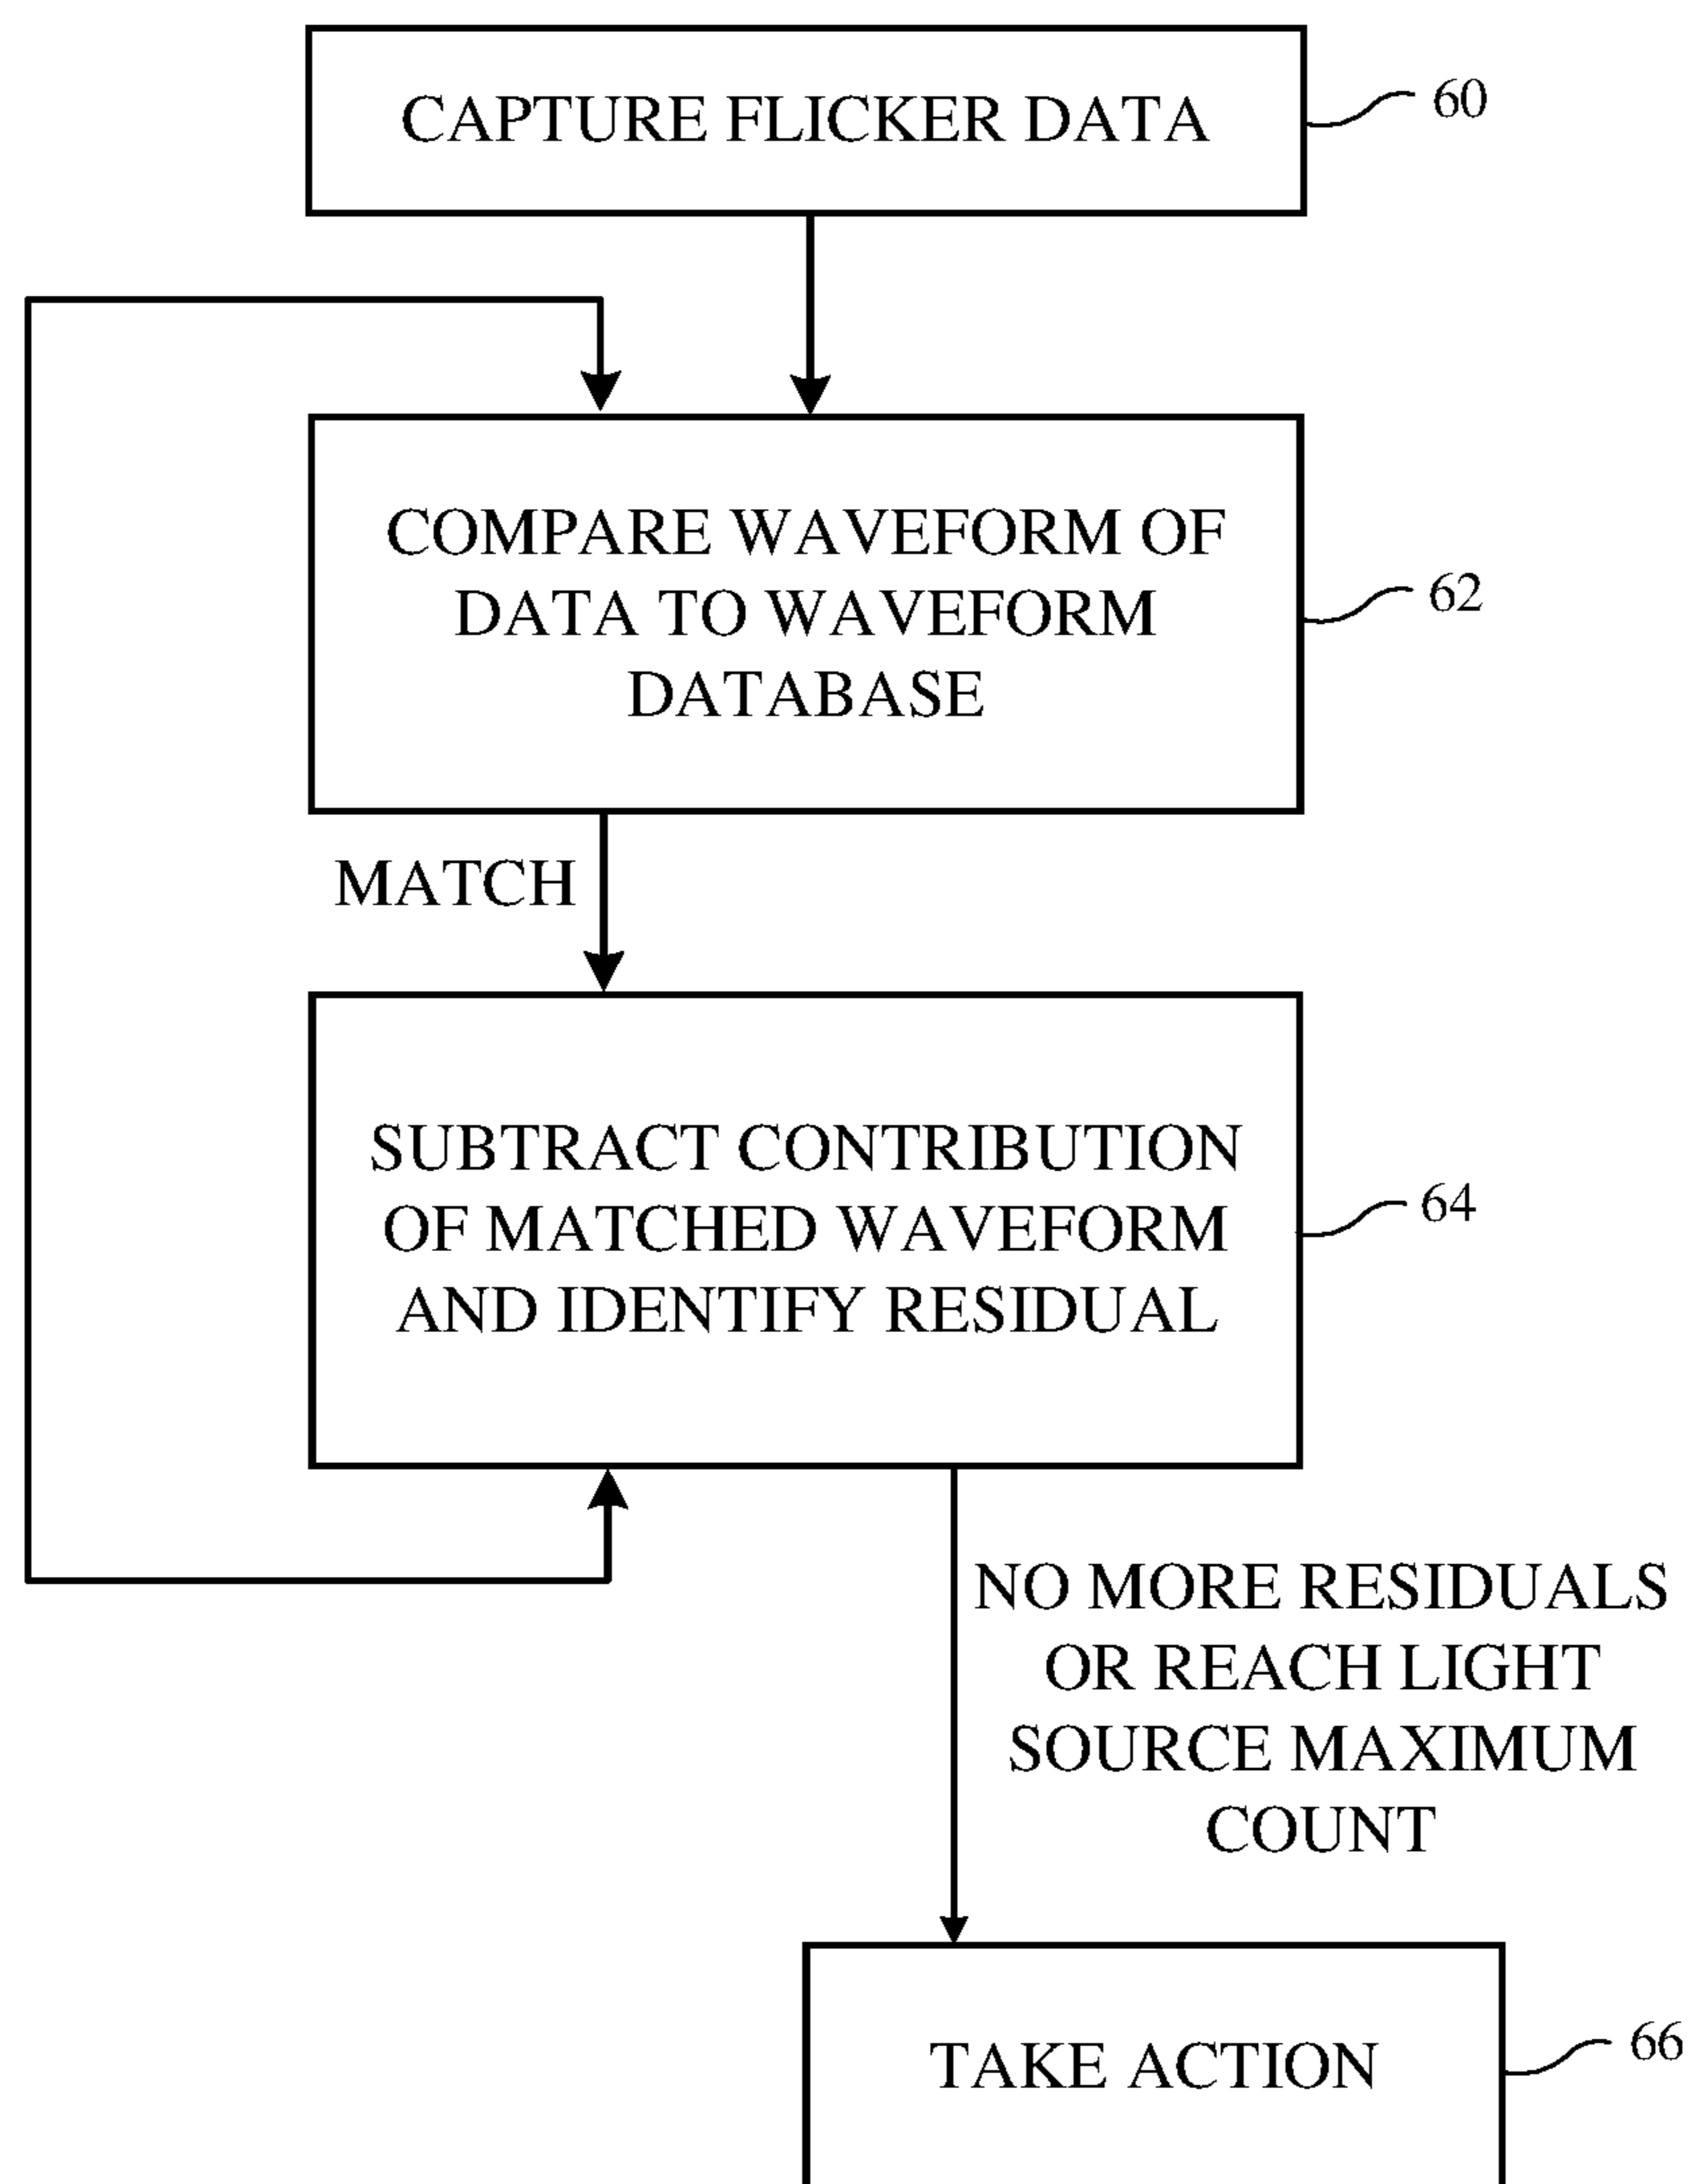 CAPTURE FLICKER DATA
60
COMPARE WAVEFORM OF
DATA TO WAVEFORM
DATABASE
62
MATCH
SUBTRACT CONTRIBUTION
OF MATCHED WAVEFORM
AND IDENTIFY RESIDUAL
64
NO MORE RESIDUALS
OR REACH LIGHT
SOURCE MAXIMUM
COUNT
TAKE ACTION
66